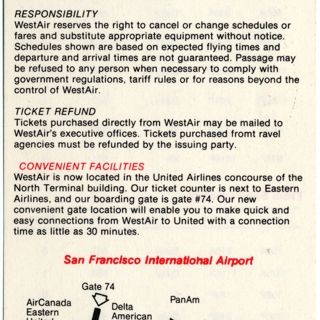 RESPONSIBILITY
WestAir reserves the right to cancel or change schedules or
fares and substitute appropriate equipment without notice.
Schedules shown are based on expected flying times and
departure and arrival times are not guaranteed. Passage may
be refused to any person when necessary to comply with
government regulations, tariff rules or for reasons beyond the
control of WestAir.
TICKET REFUND
Tickets purchased directly from WestAir may be mailed to
WestAir's executive offices. Tickets purchased fromt ravel
agencies must be refunded by the issuing party.
CONVENIENT FACILITIES
WestAir is now located in the United Airlines concourse of the
North Terminal building. Our ticket counter is next to Eastern
Airlines, and our boarding gate is gate #74. Our new
convenient gate location will enable you to make quick and
easy connections from WestAir to United with a connection
time as little as 30 minutes.
San Francisco International Airport
Gate 74
AirCanada
Eastern
Delta
American
PanAm